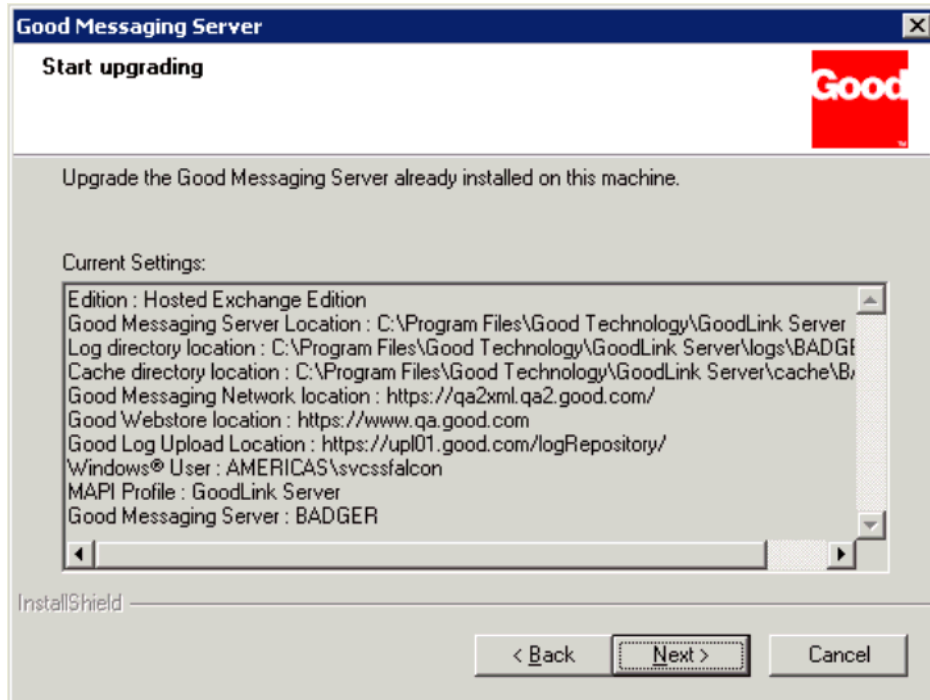 Good Messaging Server
Start upgrading
Good
Upgrade the Good Messaging Server already installed on this machine.
Current Settings:
Edition : Hosted Exchange Edition
Good Messaging Server Location : C:\Program Files\Good Technology\GoodLink Server
Log directory location : C:\Program Files\Good Technology\GoodLink Server\logs\BADGE
Cache directory location : C:\Program Files\Good Technology\GoodLink Server\cache\BA
Good Messaging Network location : https://qa2xml.qa2.good.com/
Good Webstore location : https://www.qa.good.com
Good Log Upload Location : https://upl01.good.com/logRepository/
Windows® User : AMERICAS\svcssfalcon
MAPI Profile : GoodLink Server
Good Messaging Server : BADGER
InstallShield
< Back Next > Cancel